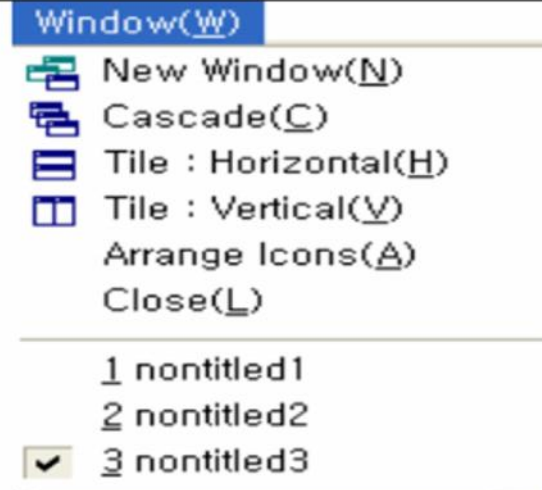 Window(W)
New Window(N)
Cascade(C)
Tile : Horizontal(H)
Tile : Vertical(V)
Arrange Icons(A)
Close(L)
1 nontitled1
2 nontitled2
3 nontitled3